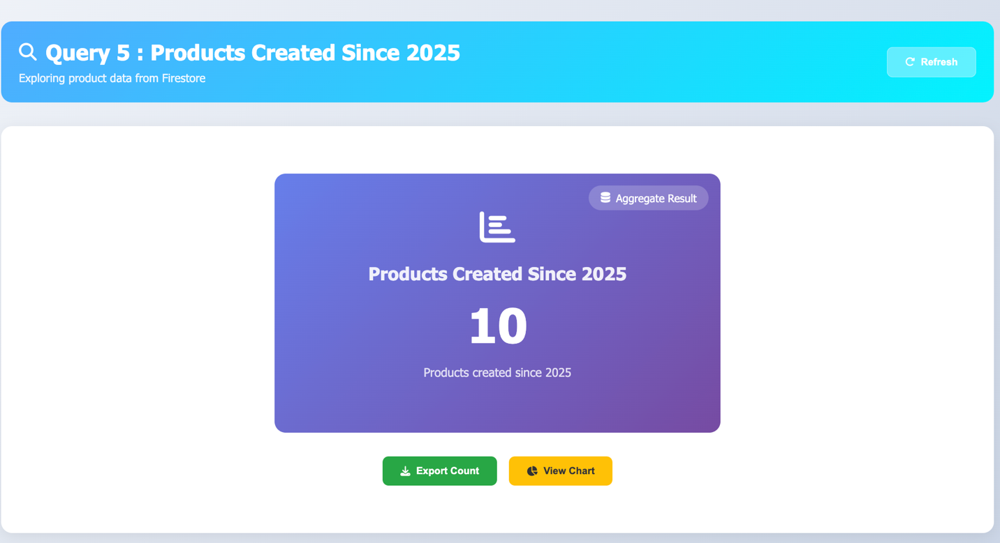 Query 5 : Products Created Since 2025
Exploring product data from Firestore
Refresh
Aggregate Result
Products Created Since 2025
10
Products created since 2025
Export Count
View Chart